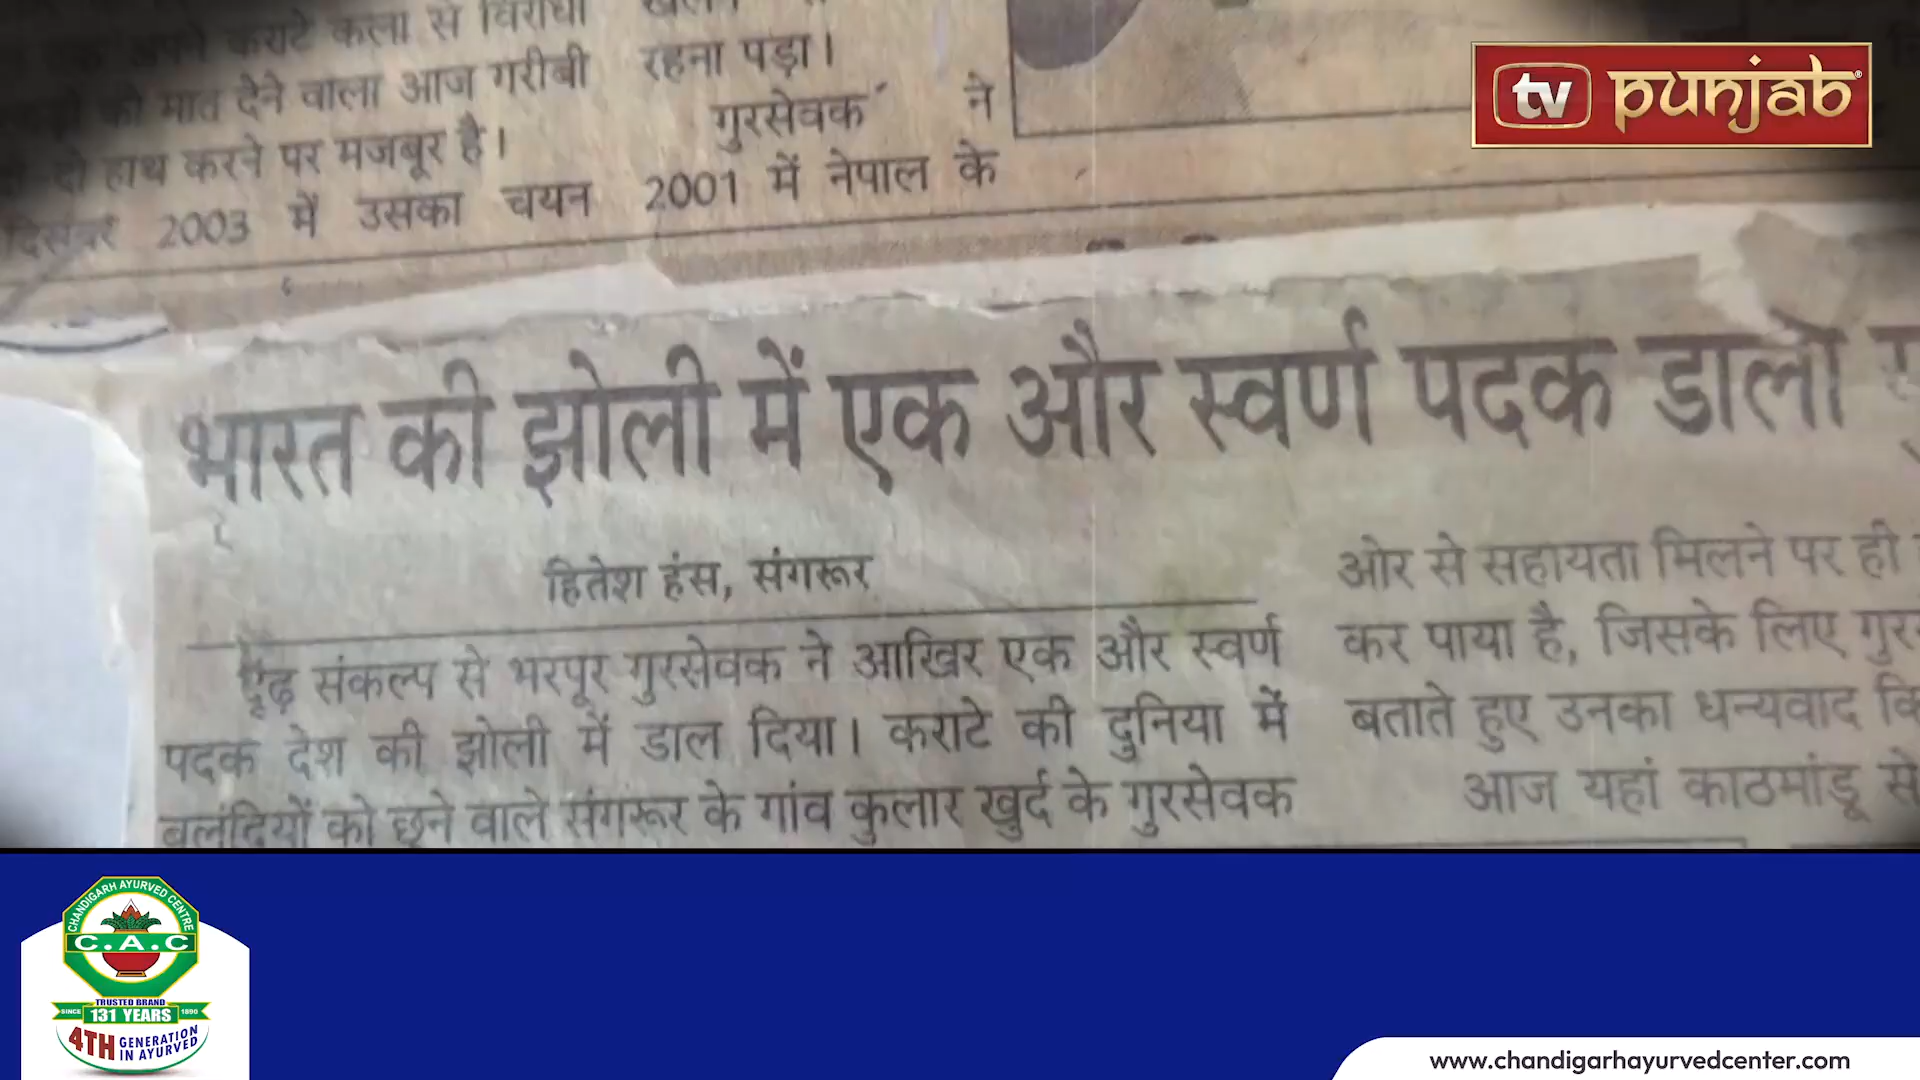 अपने कराटे कला से विरोधी
को मात देने वाला आज गरीबी
दो हाथ करने पर मजबूर है।
दिसंबर 2003 में उसका चयन
रहना पड़ा।
गुरसेवक ने
2001 में नेपाल के
tv punjab
भारत की झोली में एक और स्वर्ण पदक डाला
हितेश हंस, संगरूर
दृढ़ संकल्प से भरपूर गुरसेवक ने आखिर एक और स्वर्ण
पदक देश की झोली में डाल दिया। कराटे की दुनिया में
बलंदियों को छूने वाले संगरूर के गांव कुलार खुर्द के गुरसेवक
ओर से सहायता मिलने पर ही
कर पाया है, जिसके लिए
बताते हुए उनका धन्यवाद
आज यहां काठमांडू से
CHANDIGARH AYURVED CENTRE
C.A.C
TRUSTED BRAND
SINCE 131 YEARS 1890
4TH GENERATION
IN AYURVED
www.chandigarhayurvedcenter.com